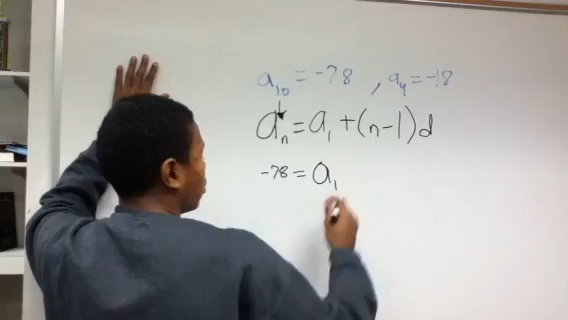 a₁₀ = -78 , a₄ = -18
aₙ = a₁ + (n-1)d
-78 = a₁